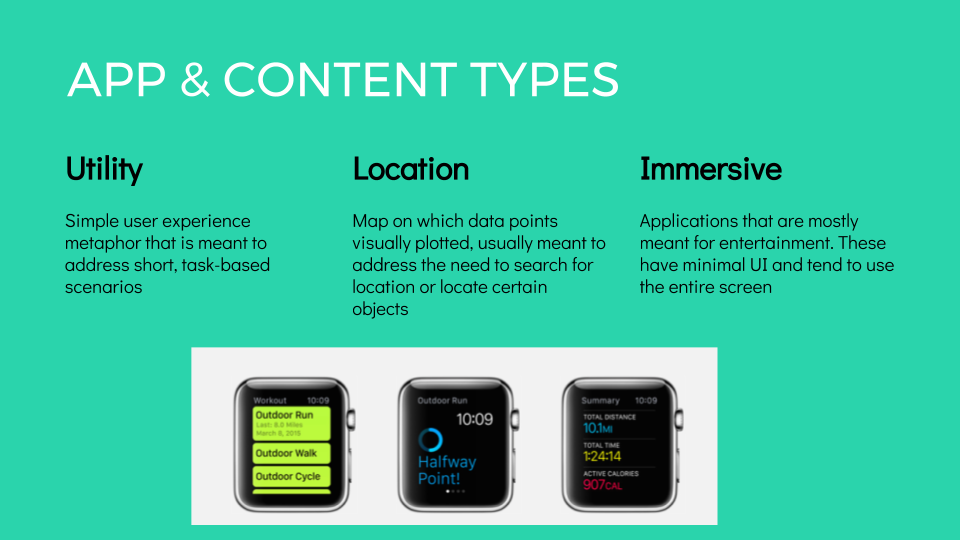 APP & CONTENT TYPES
Utility
Simple user experience
metaphor that is meant to
address short, task-based
scenarios
Location
Map on which data points
visually plotted, usually meant to
address the need to search for
location or locate certain
objects
Immersive
Applications that are mostly
meant for entertainment. These
have minimal UI and tend to use
the entire screen
Workout 10:09
Outdoor Run
Last: 6.0 Miles
March 8, 2015
Outdoor Walk
Outdoor Cycle
Outdoor Run
10:09
Halfway
Point!
Summary 10:09
TOTAL DISTANCE
10.1MI
TOTAL TIME
1:24:14
ACTIVE CALORIES
907CAL